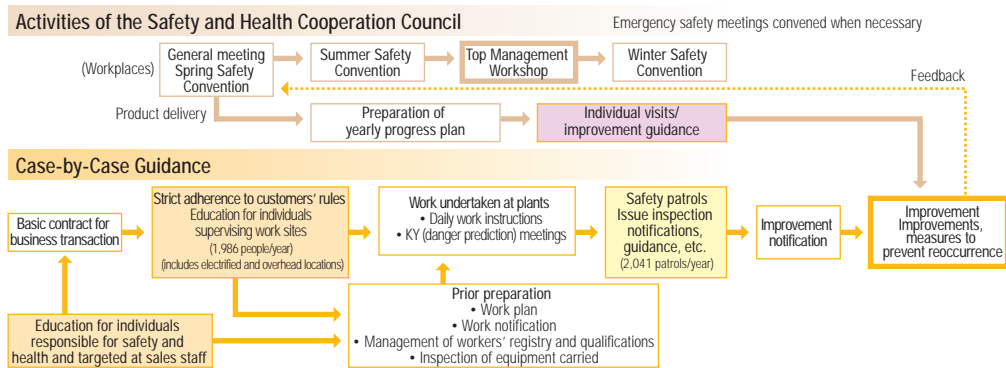 Activities of the Safety and Health Cooperation Council
Emergency safety meetings convened when necessary
(Workplaces)
General meeting
Spring Safety
Convention
Summer Safety
Convention
Top Management
Workshop
Winter Safety
Convention
Feedback
Product delivery
Preparation of
yearly progress plan
Individual visits/
improvement guidance
Case-by-Case Guidance
Basic contract for
business transaction
Strict adherence to customers' rules
Education for individuals
supervising work sites
(1,986 people/year)
(includes electrified and overhead locations)
Work undertaken at plants
• Daily work instructions
• KY (danger prediction) meetings
Safety patrols
Issue inspection
notifications,
guidance, etc.
(2,041 patrols/year)
Improvement
notification
Improvement
Improvements,
measures to
prevent reoccurrence
Education for individuals
responsible for safety and
health and targeted at sales staff
Prior preparation
• Work plan
• Work notification
• Management of workers' registry and qualifications
• Inspection of equipment carried